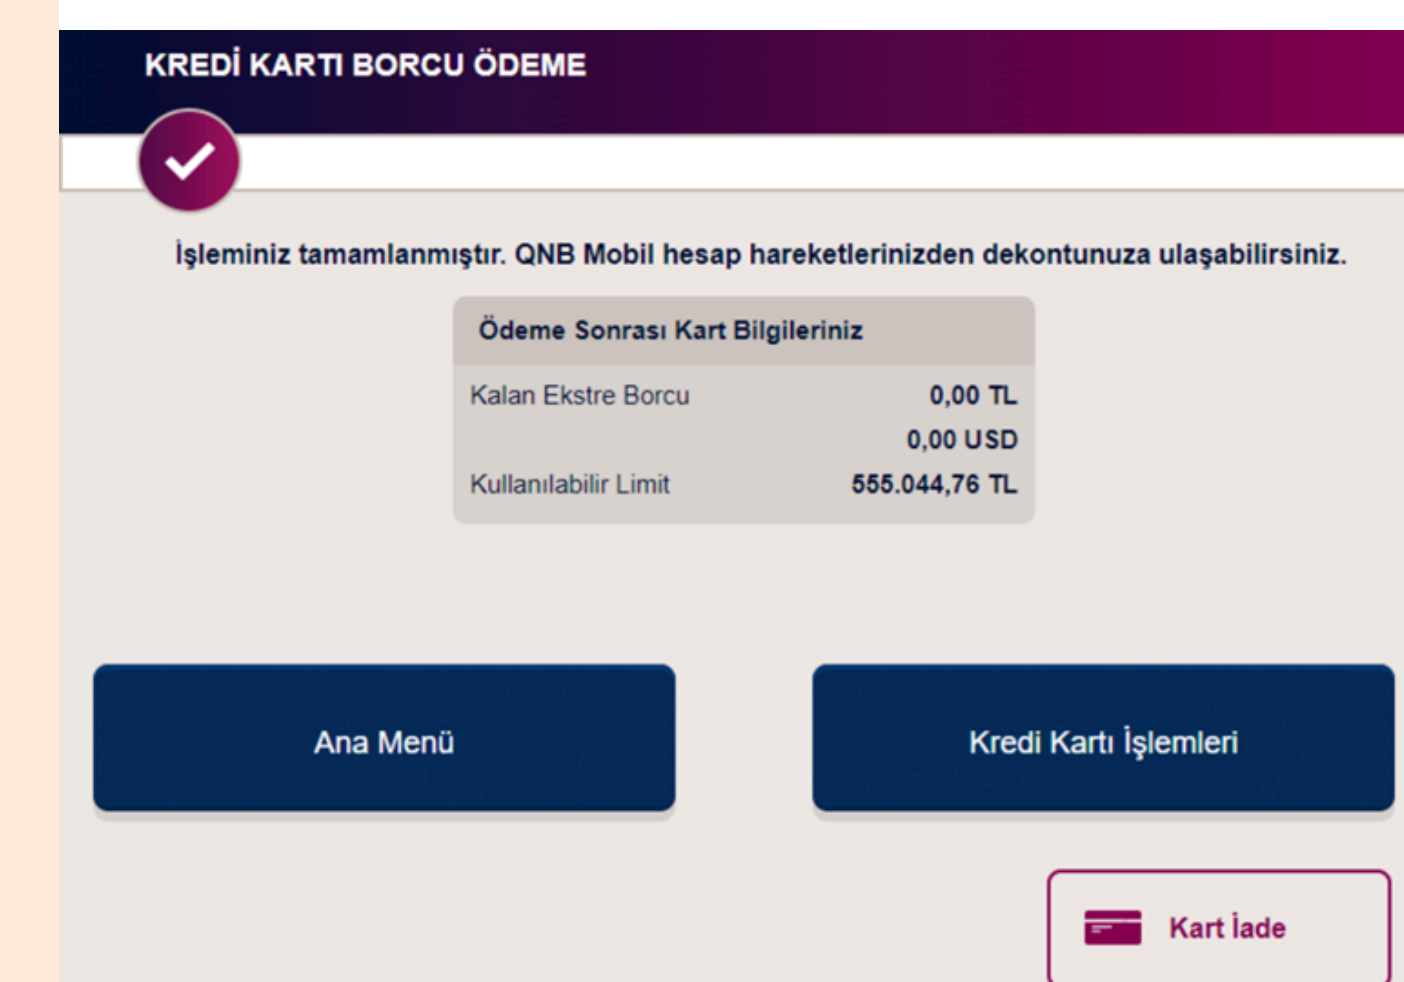 KREDİ KARTI BORCU ÖDEME
İşleminiz tamamlanmıştır. QNB Mobil hesap hareketlerinizden dekontunuza ulaşabilirsiniz.
Ödeme Sonrası Kart Bilgileriniz
Kalan Ekstre Borcu 0,00 TL
0,00 USD
Kullanılabilir Limit 555.044,76 TL
Ana Menü
Kredi Kartı İşlemleri
Kart İade